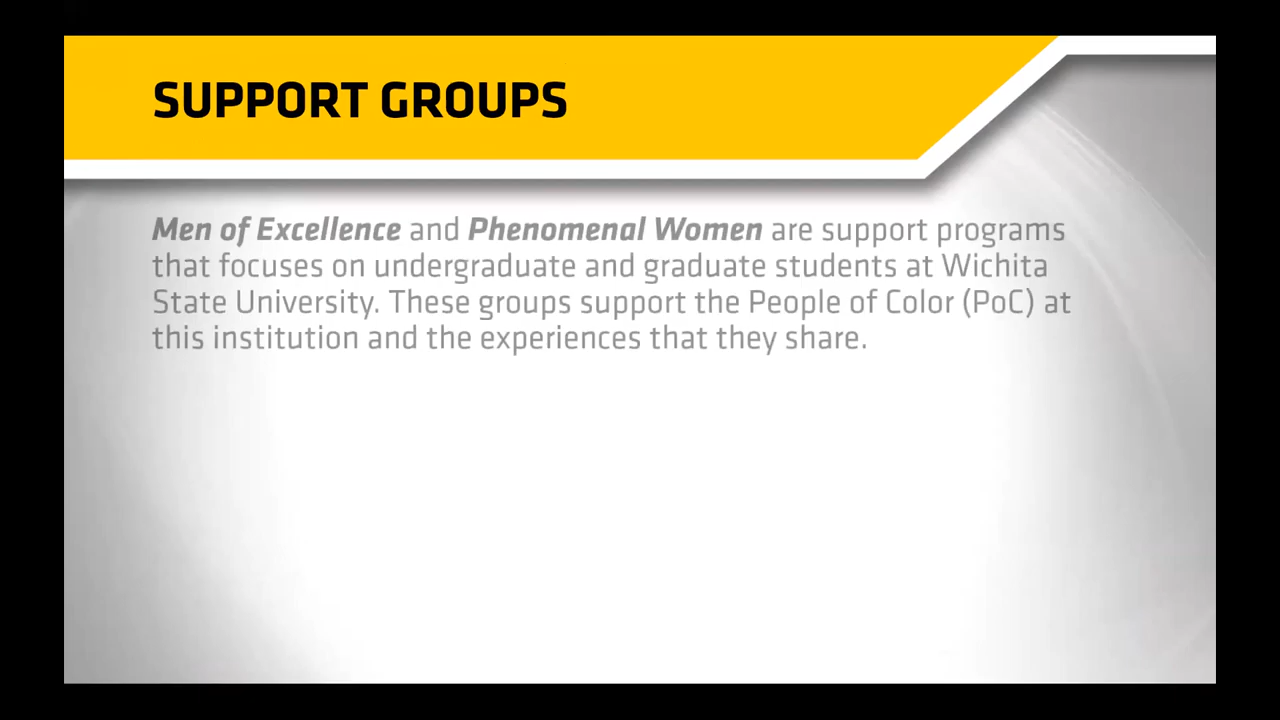 SUPPORT GROUPS
Men of Excellence and Phenomenal Women are support programs
that focuses on undergraduate and graduate students at Wichita
State University. These groups support the People of Color (PoC) at
this institution and the experiences that they share.